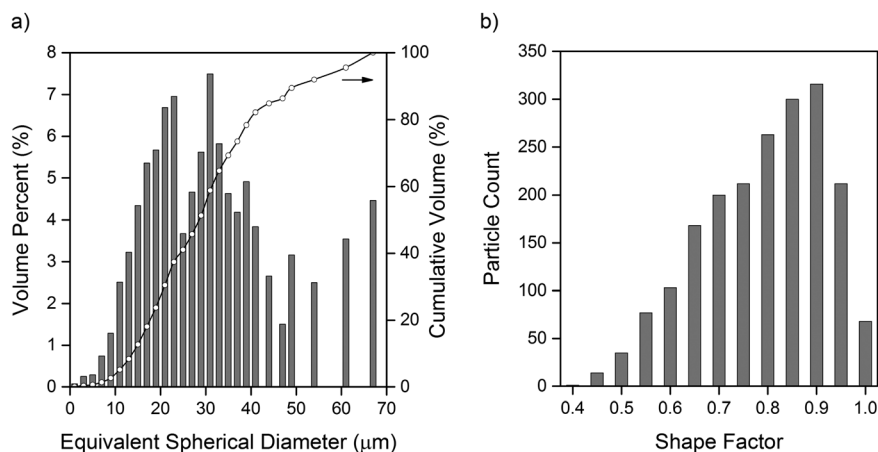 a)
Volume Percent (%)
8
7
6
5
4
3
2
1
0
0 10 20 30 40 50 60 70
Equivalent Spherical Diameter (μm)
100
80
60
40
20
0
Cumulative Volume (%)
b)
Particle Count
350
300
250
200
150
100
50
0
0.4 0.5 0.6 0.7 0.8 0.9 1.0
Shape Factor